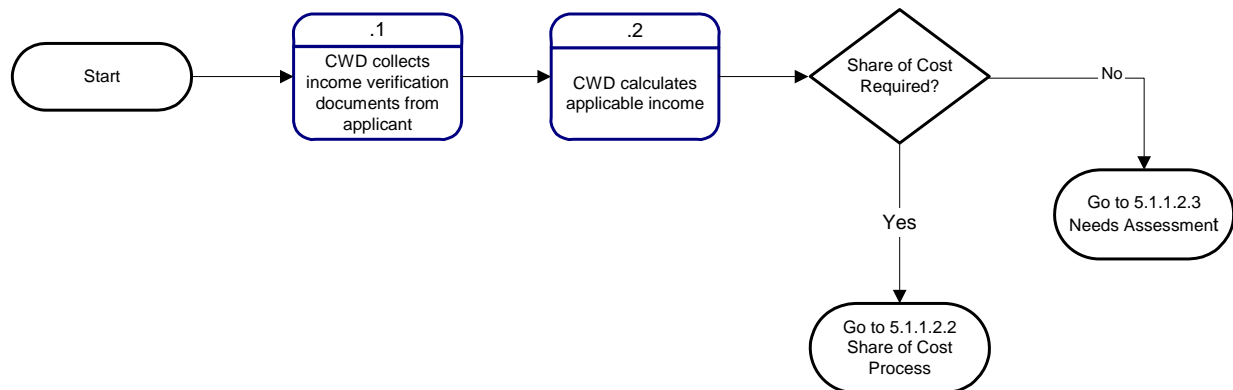 Start
.1
CWD collects
income verification
documents from
applicant
.2
CWD calculates
applicable income
Share of Cost
Required?
No
Yes
Go to 5.1.1.2.3
Needs Assessment
Go to 5.1.1.2.2
Share of Cost
Process